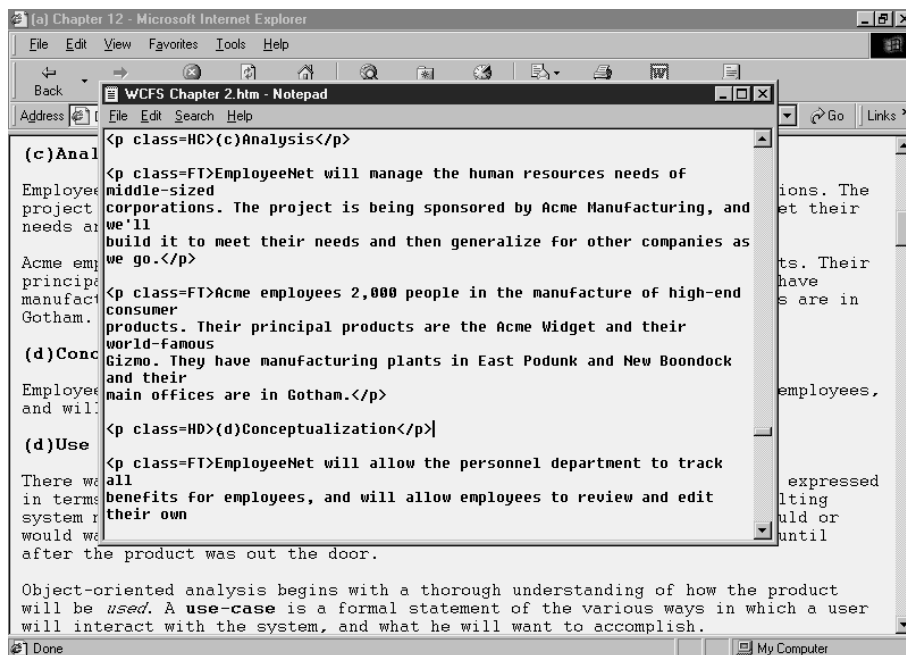 (a) Chapter 12 - Microsoft Internet Explorer
File Edit View Favorites Tools Help
Back
Address
Go Links
WCFS Chapter 2.htm - Notepad
File Edit Search Help
<p class=HC>(c)Analysis</p>
<p class=FT>EmployeeNet will manage the human resources needs of
middle-sized
corporations. The project is being sponsored by Acme Manufacturing, and
we'll
build it to meet their needs and then generalize for other companies as
we go.</p>
<p class=FT>Acme employees 2,000 people in the manufacture of high-end
consumer
products. Their principal products are the Acme Widget and their
world-famous
Gizmo. They have manufacturing plants in East Podunk and New Boondock
and their
main offices are in Gotham.</p>
<p class=HD>(d)Conceptualization</p>
<p class=FT>EmployeeNet will allow the personnel department to track
all
benefits for employees, and will allow employees to review and edit
their own
(c)Anal
Employee ions. The
project et their
needs
Acme ts. Their
have
s are in
Gotham.
(d)Conc
Employee employees,
and will
(d)Use
There expressed
in terms lting
system uld or
would until
after the product was out the door.
Object-oriented analysis begins with a thorough understanding of how the product
will be used. A use-case is a formal statement of the various ways in which a user
will interact with the system, and what he will want to accomplish.
Done My Computer